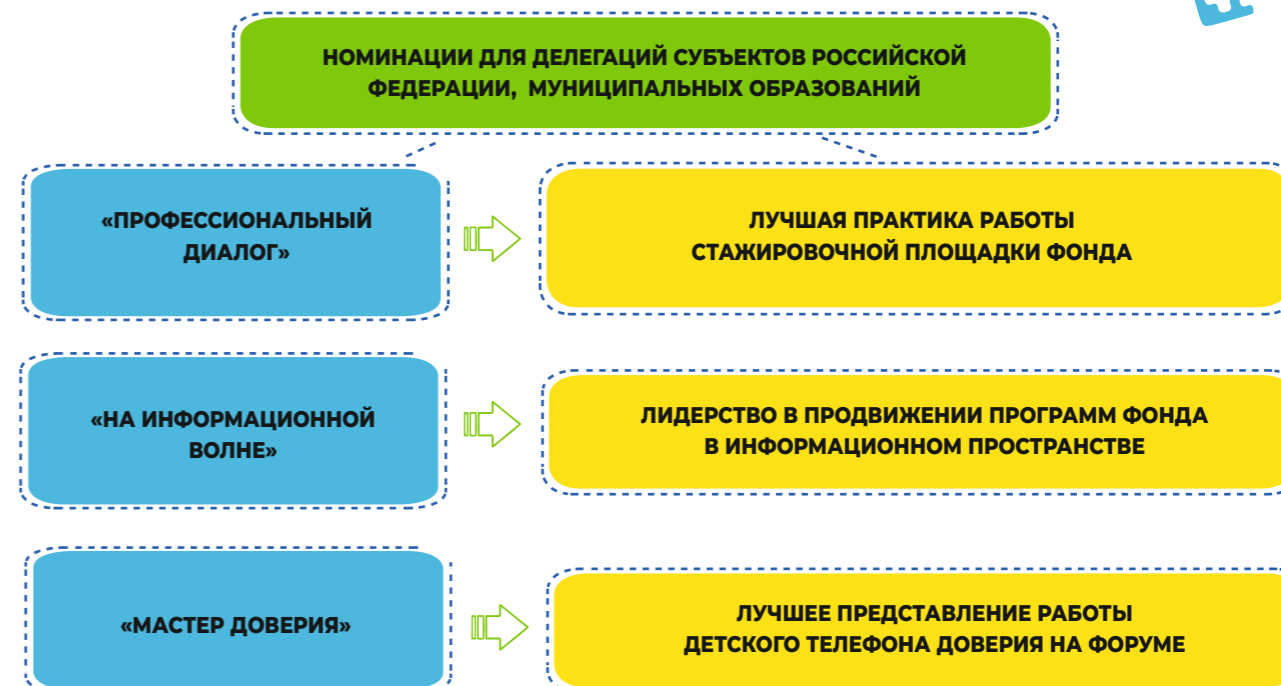 НОМИНАЦИИ ДЛЯ ДЕЛЕГАЦИЙ СУБЪЕКТОВ РОССИЙСКОЙ
ФЕДЕРАЦИИ, МУНИЦИПАЛЬНЫХ ОБРАЗОВАНИЙ
«ПРОФЕССИОНАЛЬНЫЙ
ДИАЛОГ»
ЛУЧШАЯ ПРАКТИКА РАБОТЫ
СТАЖИРОВОЧНОЙ ПЛОЩАДКИ ФОНДА
«НА ИНФОРМАЦИОННОЙ
ВОЛНЕ»
ЛИДЕРСТВО В ПРОДВИЖЕНИИ ПРОГРАММ ФОНДА
В ИНФОРМАЦИОННОМ ПРОСТРАНСТВЕ
«МАСТЕР ДОВЕРИЯ»
ЛУЧШЕЕ ПРЕДСТАВЛЕНИЕ РАБОТЫ
ДЕТСКОГО ТЕЛЕФОНА ДОВЕРИЯ НА ФОРУМЕ